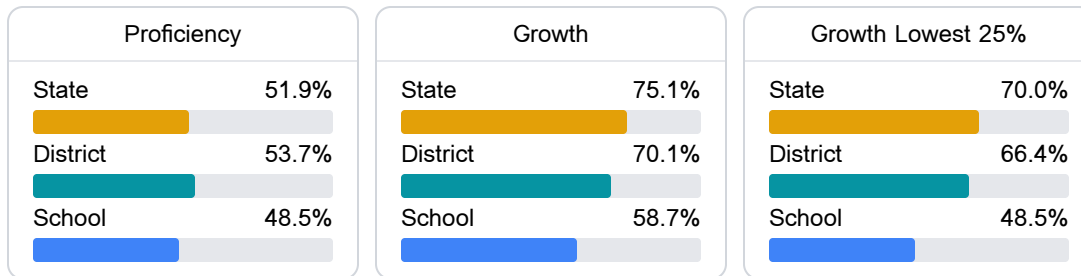 Proficiency
State 51.9%
District 53.7%
School 48.5%
Growth
State 75.1%
District 70.1%
School 58.7%
Growth Lowest 25%
State 70.0%
District 66.4%
School 48.5%